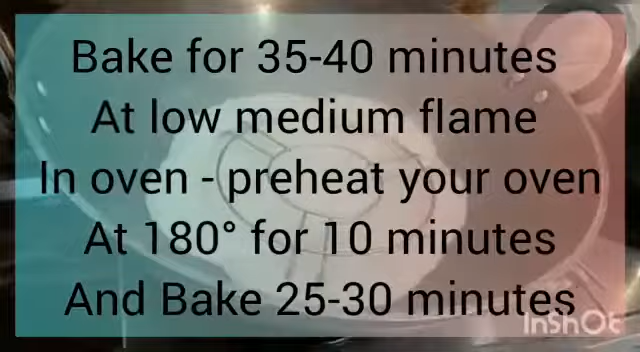 Bake for 35-40 minutes
At low medium flame
In oven - preheat your oven
At 180° for 10 minutes
And Bake 25-30 minutes
InShOt